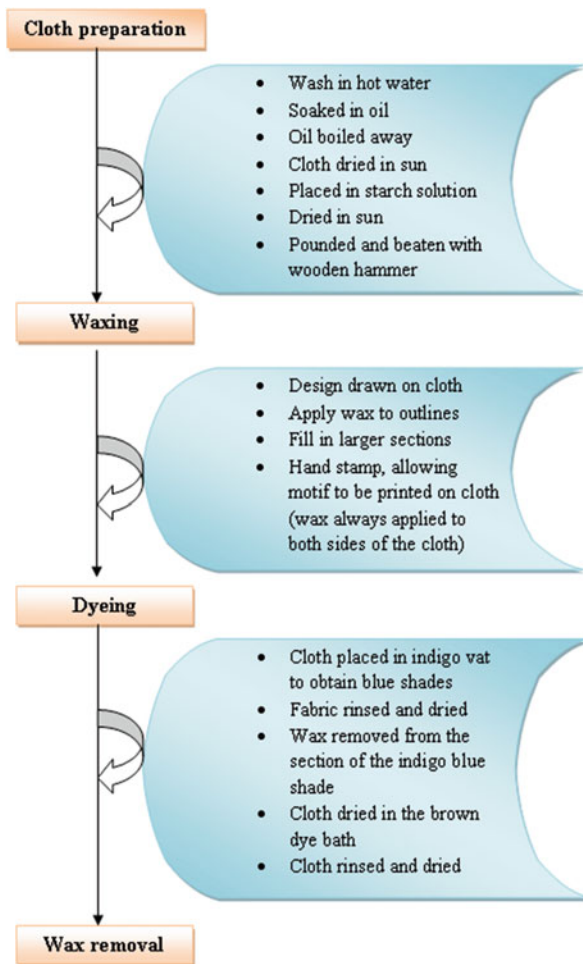 Cloth preparation
• Wash in hot water
• Soaked in oil
• Oil boiled away
• Cloth dried in sun
• Placed in starch solution
• Dried in sun
• Pounded and beaten with
wooden hammer
Waxing
• Design drawn on cloth
• Apply wax to outlines
• Fill in larger sections
• Hand stamp, allowing
motif to be printed on cloth
(wax always applied to
both sides of the cloth)
Dyeing
• Cloth placed in indigo vat
to obtain blue shades
• Fabric rinsed and dried
• Wax removed from the
section of the indigo blue
shade
• Cloth dried in the brown
dye bath
• Cloth rinsed and dried
Wax removal